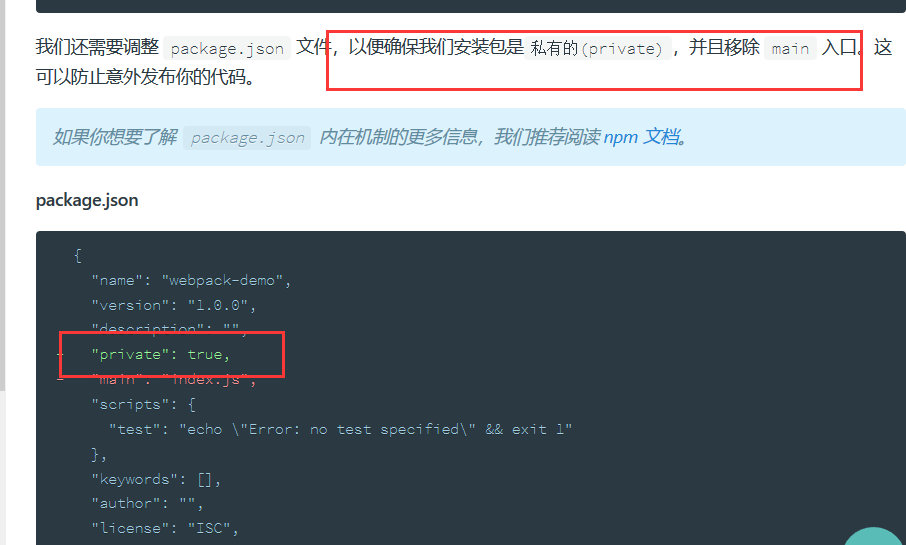 我们还需要调整 package.json 文件，以便确保我们安装包是 私有的(private)，并且移除 main 入口。这
可以防止意外发布你的代码。
如果你想要了解 package.json 内在机制的更多信息，我们推荐阅读 npm 文档。
package.json
{
"name": "webpack-demo",
"version": "1.0.0",
"description": "",
+ "private": true,
- "main": "index.js",
"scripts": {
"test": "echo \"Error: no test specified\" && exit 1"
},
"keywords": [],
"author": "",
"license": "ISC",